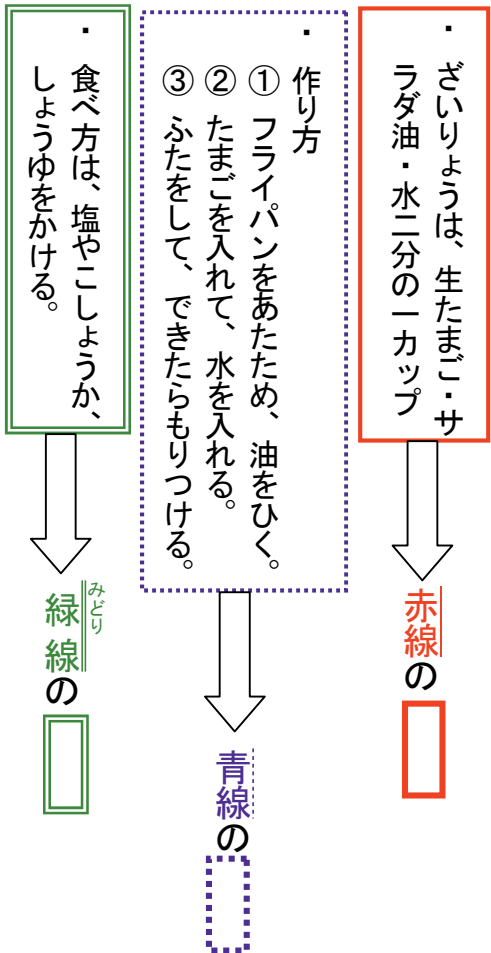 ・ざいりょうは、生たまご・サ
ラダ油・水二分の一カップ
赤線の
・作り方
① フライパンをあたため、油をひく。
② たまごを入れて、水を入れる。
③ ふたをして、できたらもりつける。
青線の
・食べ方は、塩やこしょうか、
しょうゆをかける。
みどり
緑線の